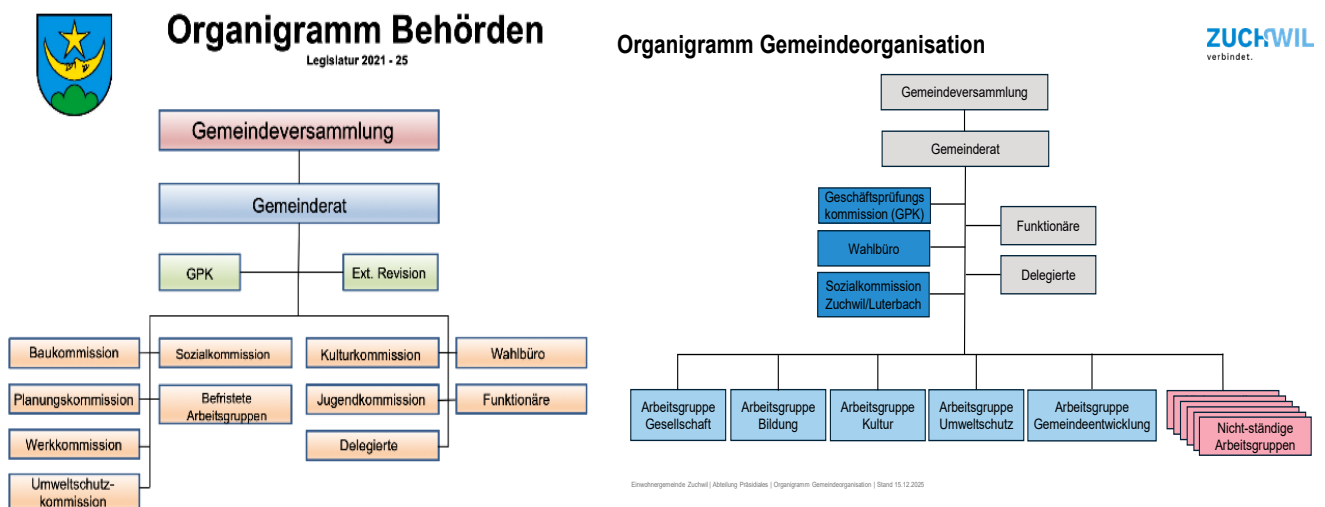 Organigramm Behörden
Legislatur 2021 - 25
Gemeindeversammlung
Gemeinderat
GPK
Ext. Revision
Baukommission
Sozialkommission
Kulturkommission
Wahlbüro
Planungskommission
Befristete
Arbeitsgruppen
Jugendkommission
Funktionäre
Werkkommission
Delegierte
Umweltschutz-
kommission
Organigramm Gemeindeorganisation
ZUCHWIL
verbindet.
Gemeindeversammlung
Gemeinderat
Geschäftsprüfungs
kommission (GPK)
Funktionäre
Wahlbüro
Delegierte
Sozialkommission
Zuchwil/Luterbach
Arbeitsgruppe
Gesellschaft
Arbeitsgruppe
Bildung
Arbeitsgruppe
Kultur
Arbeitsgruppe
Umweltschutz
Arbeitsgruppe
Gemeindeentwicklung
Nicht-ständige
Arbeitsgruppen
Einwohnergemeinde Zuchwil | Abteilung Präsidiales | Organigramm Gemeindeorganisation | Stand 15.12.2025